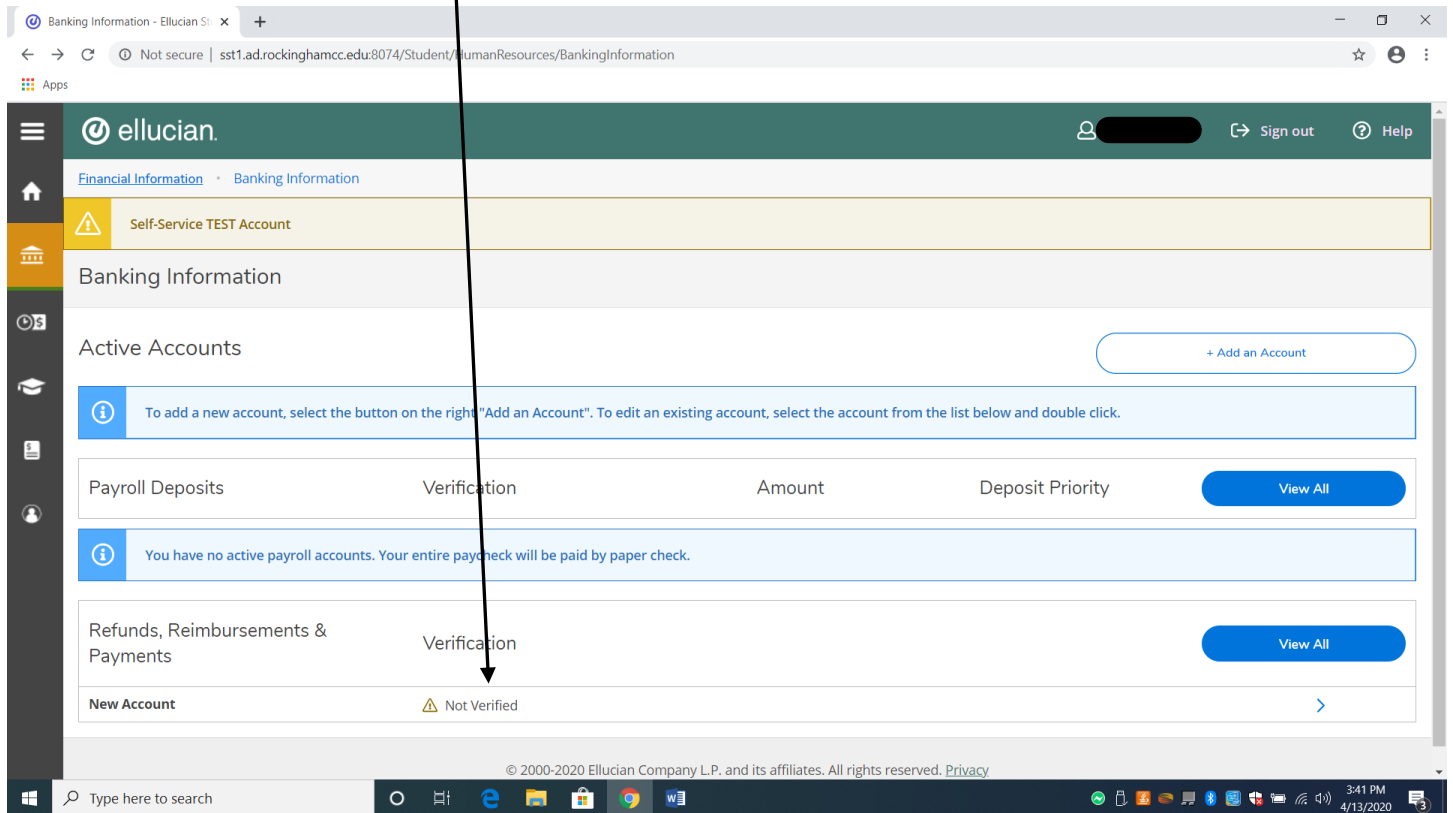 Banking Information - Ellucian St
Not secure | sst1.ad.rockinghamcc.edu:8074/Student/HumanResources/BankingInformation
Apps
ellucian.
Sign out
Help
Financial Information · Banking Information
Self-Service TEST Account
Banking Information
Active Accounts
+ Add an Account
To add a new account, select the button on the right "Add an Account". To edit an existing account, select the account from the list below and double click.
Payroll Deposits Verification Amount Deposit Priority View All
You have no active payroll accounts. Your entire paycheck will be paid by paper check.
Refunds, Reimbursements &
Payments
Verification
View All
New Account Not Verified
© 2000-2020 Ellucian Company L.P. and its affiliates. All rights reserved. Privacy
Type here to search
3:41 PM
4/13/2020
3